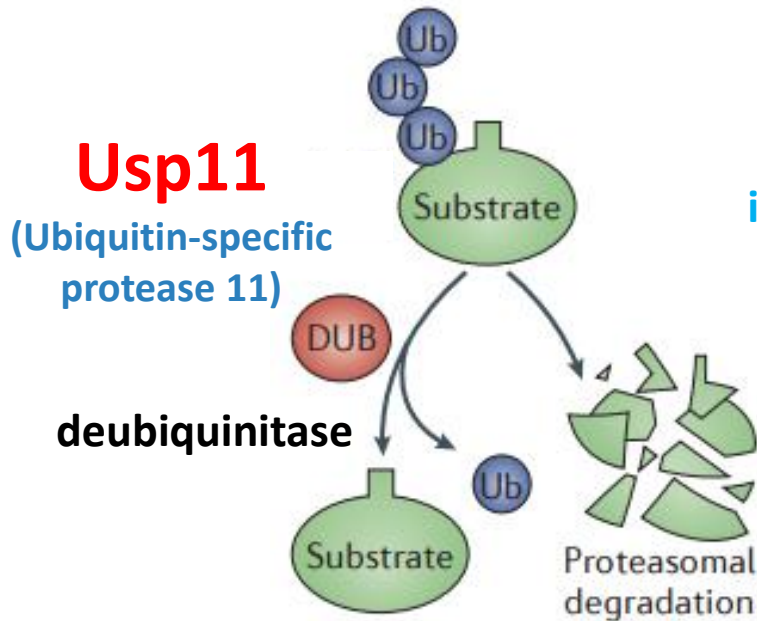 Ub
Ub
Ub
Substrate
Usp11
(Ubiquitin-specific
protease 11)
i
DUB
deubiquinitase
Ub
Substrate
Proteasomal
degradation